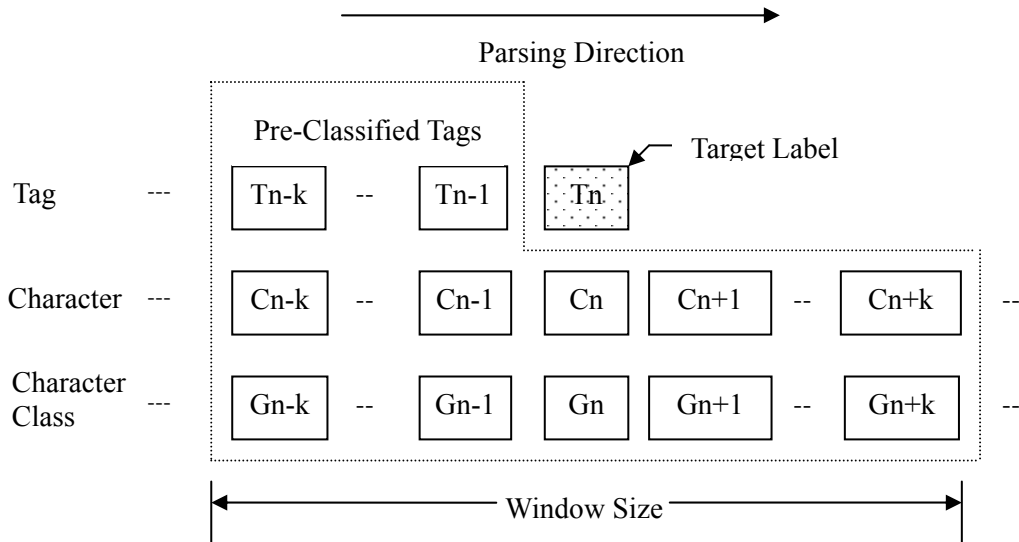 Parsing Direction
Pre-Classified Tags
Target Label
Tag --- Tn-k -- Tn-1 Tn
Character --- Cn-k -- Cn-1 Cn Cn+1 -- Cn+k --
Character
Class --- Gn-k -- Gn-1 Gn Gn+1 -- Gn+k --
Window Size